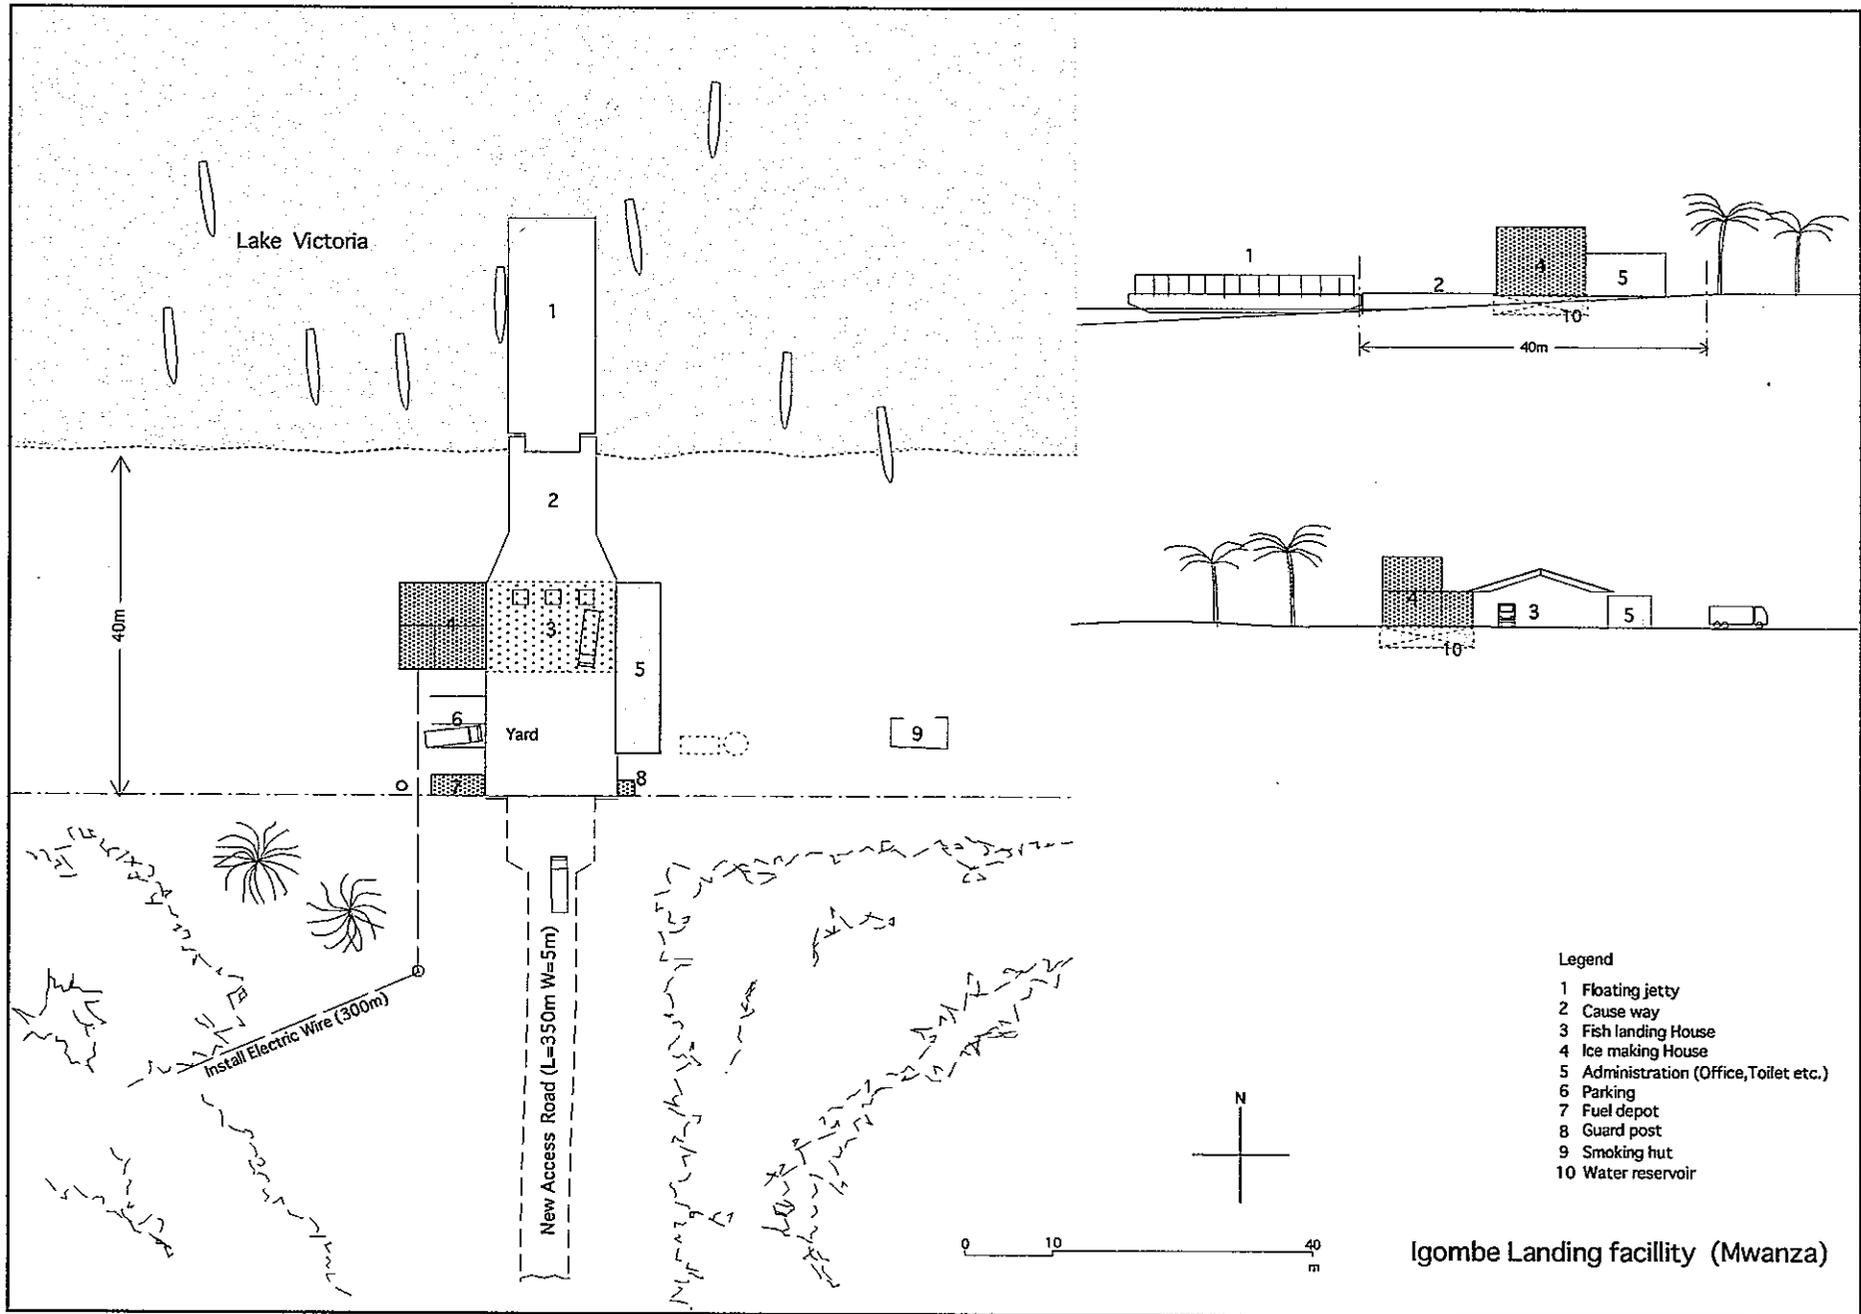 Lake Victoria
1
2
3
4
5
6
7
8
9
Yard
40m
Install Electric Wire (300m)
New Access Road (L=350m W=5m)
1
2
4
5
10
40m
4
3
5
10
N
0 10 40
m
Legend
1 Floating jetty
2 Cause way
3 Fish landing House
4 Ice making House
5 Administration (Office,Toilet etc.)
6 Parking
7 Fuel depot
8 Guard post
9 Smoking hut
10 Water reservoir
Igombe Landing facillity (Mwanza)